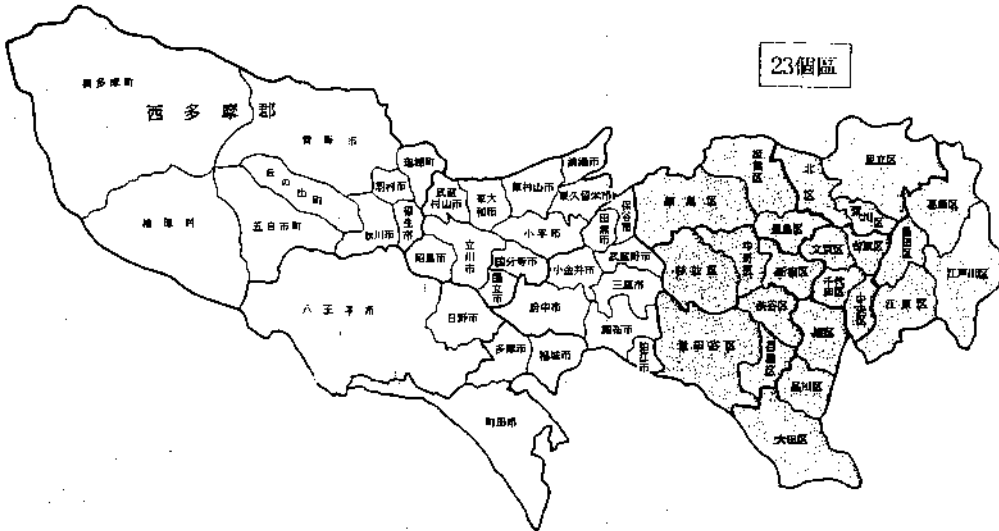 23個區
奧多摩町
西多摩郡
青梅市
日の出町
檜原村
五日市町
秋川市
羽村市
福生市
瑞穂町
武蔵
村山市
東大
和市
東村山市
清瀬市
東久留米市
昭島市
立川市
小平市
田無市
保谷市
国分寺市
国立市
小金井市
武蔵野市
三鷹市
八王子市
日野市
府中市
調布市
狛江市
多摩市
稲城市
町田市
練馬区
板橋区
北区
足立区
葛飾区
江戸川区
荒川区
豊島区
文京区
台東区
墨田区
中野区
杉並区
新宿区
千代田区
中央区
江東区
渋谷区
港区
世田谷区
目黒区
品川区
大田区